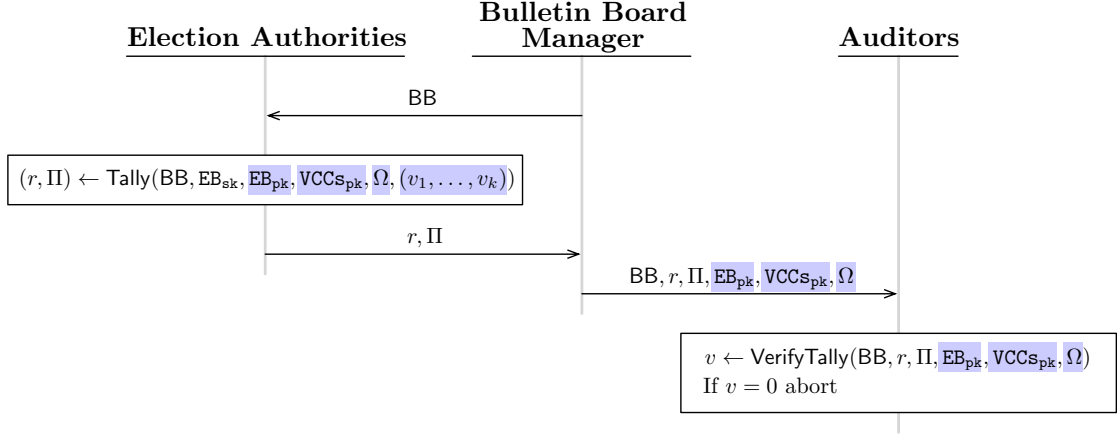 Election Authorities
Bulletin Board
Manager
Auditors
BB
(r, Π) ← Tally(BB, EB_sk, EB_pk, VCCs_pk, Ω, (v_1, . . . , v_k))
r, Π
BB, r, Π, EB_pk, VCCs_pk, Ω
v ← VerifyTally(BB, r, Π, EB_pk, VCCs_pk, Ω)
If v = 0 abort